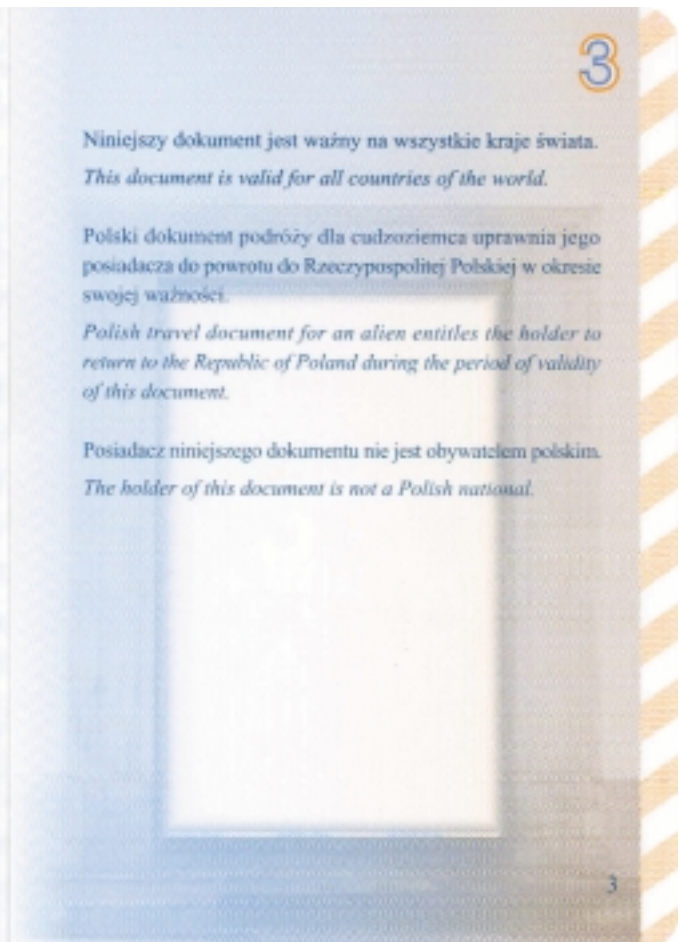 3
Niniejszy dokument jest ważny na wszystkie kraje świata.
This document is valid for all countries of the world.
Polski dokument podróży dla cudzoziemca uprawnia jego
posiadacza do powrotu do Rzeczypospolitej Polskiej w okresie
swojej ważności.
Polish travel document for an alien entitles the holder to
return to the Republic of Poland during the period of validity
of this document.
Posiadacz niniejszego dokumentu nie jest obywatelem polskim.
The holder of this document is not a Polish national.
3